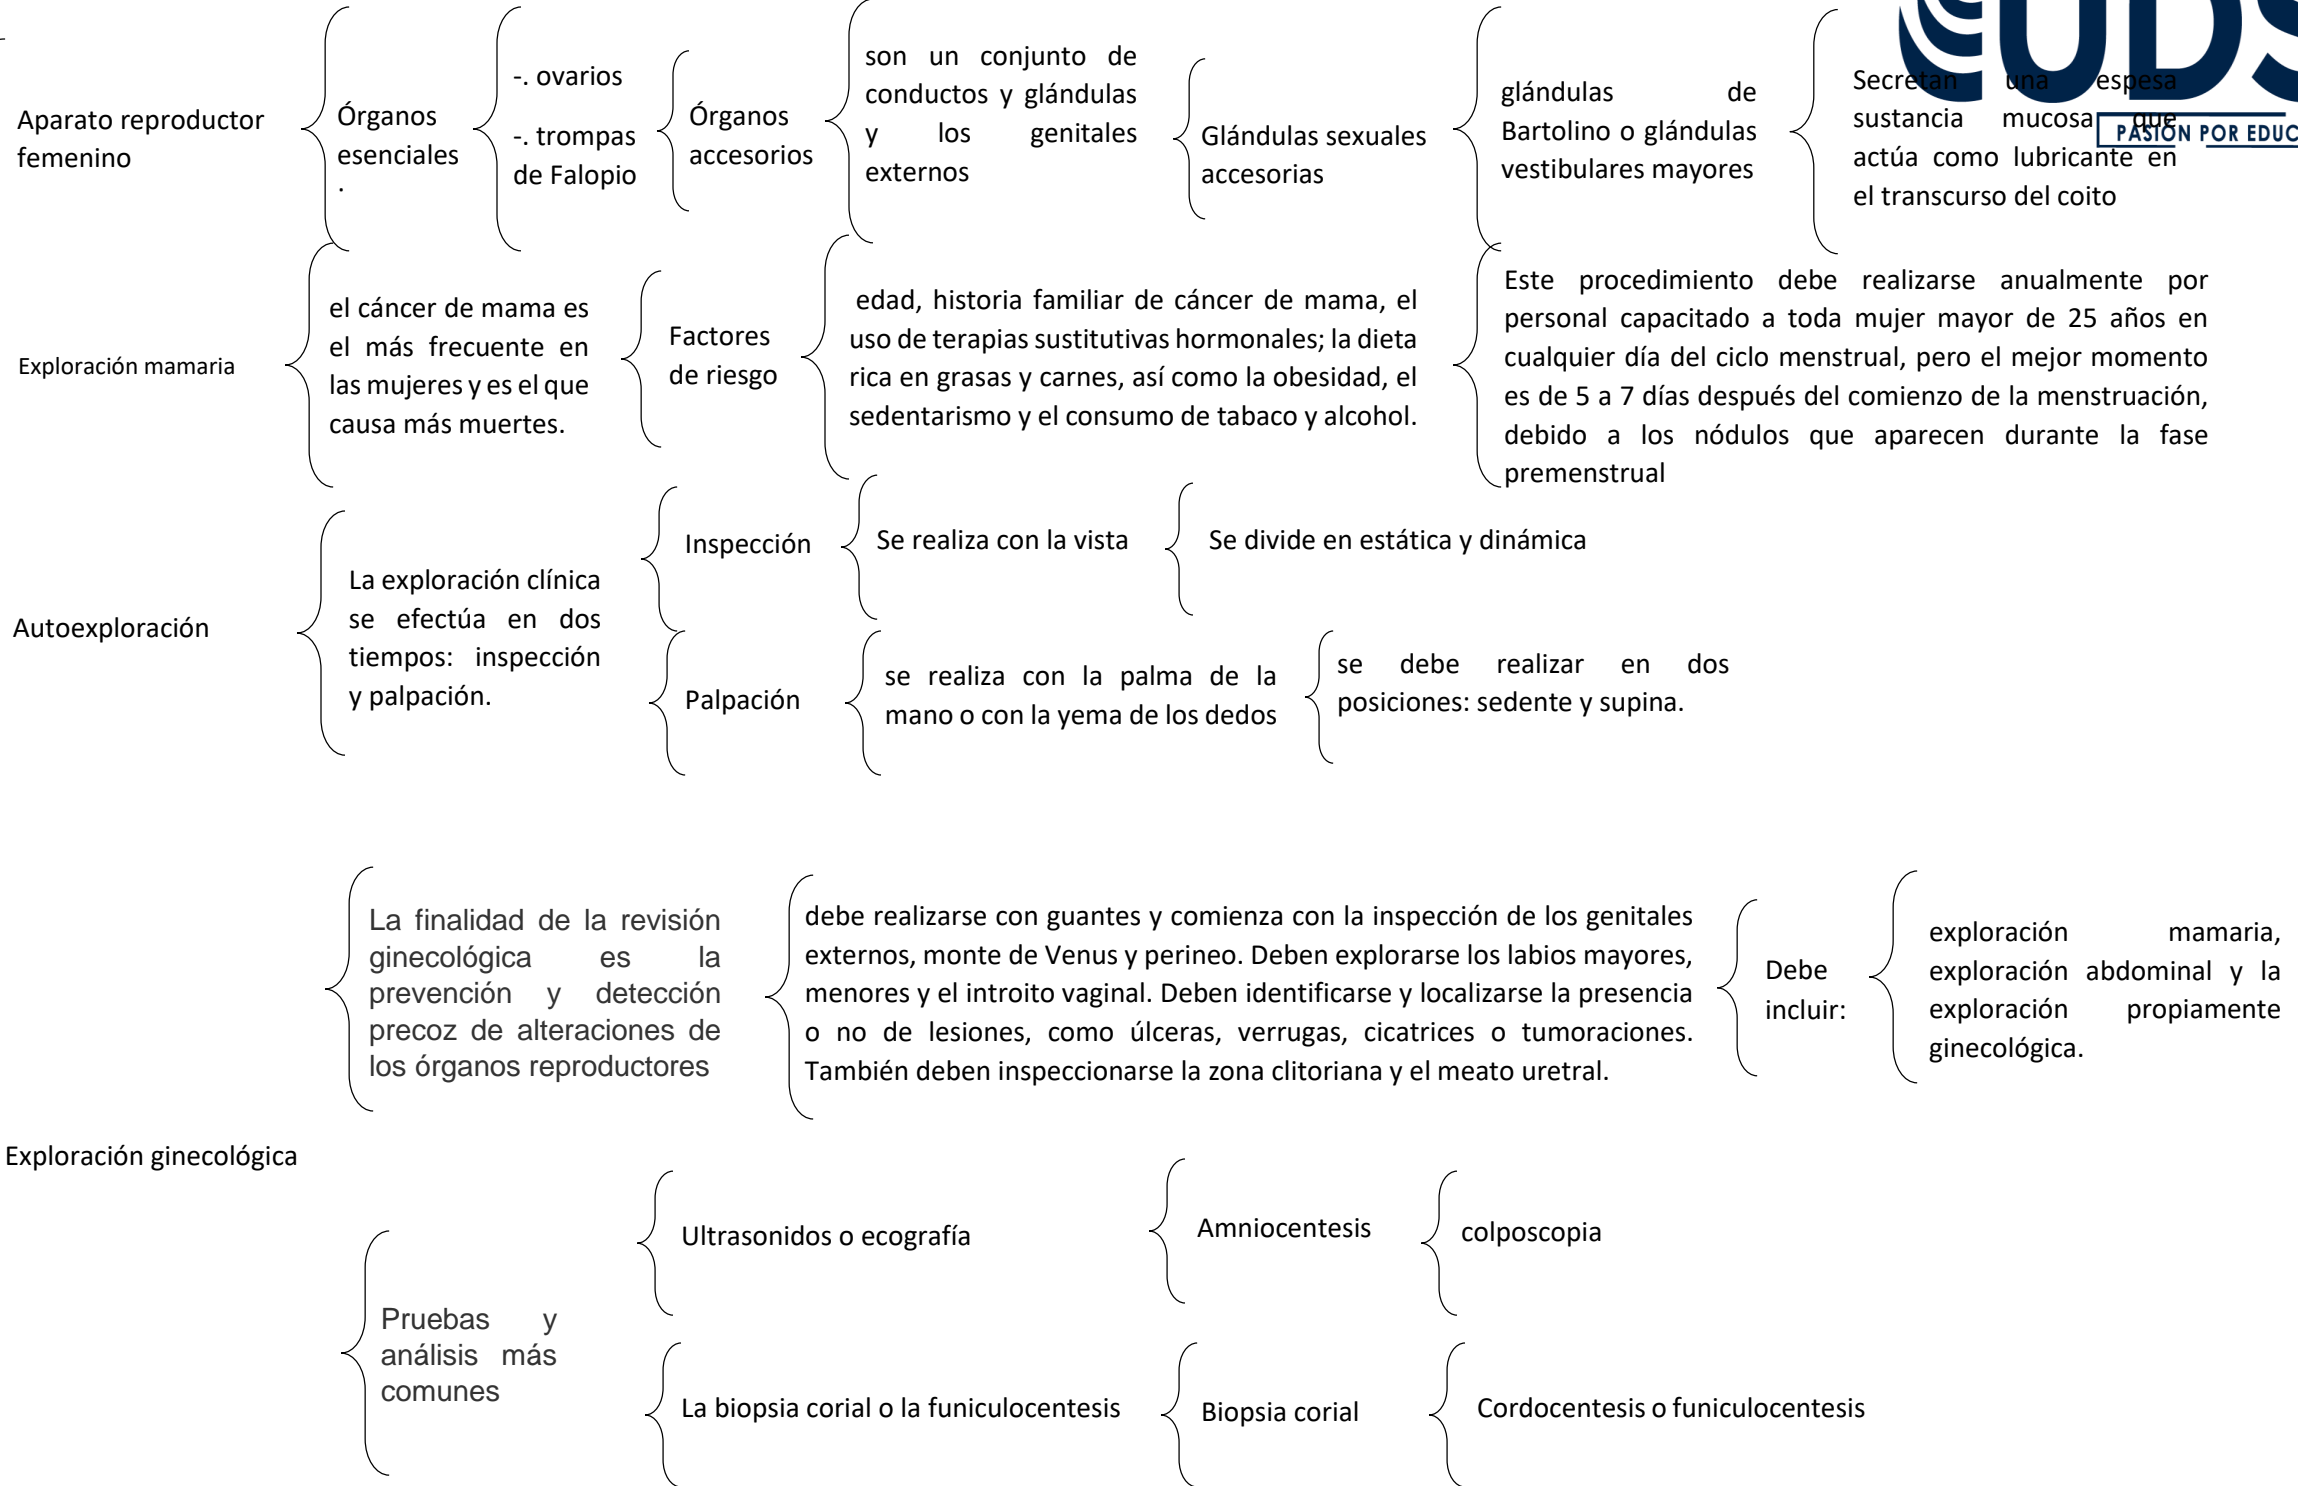 Aparato reproductor
femenino
Órganos
esenciales
.
-. ovarios
-. trompas
de Falopio
Órganos
accesorios
son un conjunto de
conductos y glándulas
y los genitales
externos
Glándulas sexuales
accesorias
glándulas de
Bartolino o glándulas
vestibulares mayores
Secretan una espesa
sustancia mucosa que
actúa como lubricante en
el transcurso del coito
UDS
PASIÓN POR EDUC
Exploración mamaria
el cáncer de mama es
el más frecuente en
las mujeres y es el que
causa más muertes.
Factores
de riesgo
edad, historia familiar de cáncer de mama, el
uso de terapias sustitutivas hormonales; la dieta
rica en grasas y carnes, así como la obesidad, el
sedentarismo y el consumo de tabaco y alcohol.
Este procedimiento debe realizarse anualmente por
personal capacitado a toda mujer mayor de 25 años en
cualquier día del ciclo menstrual, pero el mejor momento
es de 5 a 7 días después del comienzo de la menstruación,
debido a los nódulos que aparecen durante la fase
premenstrual
Autoexploración
La exploración clínica
se efectúa en dos
tiempos: inspección
y palpación.
Inspección
Se realiza con la vista
Se divide en estática y dinámica
Palpación
se realiza con la palma de la
mano o con la yema de los dedos
se debe realizar en dos
posiciones: sedente y supina.
Exploración ginecológica
La finalidad de la revisión
ginecológica es la
prevención y detección
precoz de alteraciones de
los órganos reproductores
debe realizarse con guantes y comienza con la inspección de los genitales
externos, monte de Venus y perineo. Deben explorarse los labios mayores,
menores y el introito vaginal. Deben identificarse y localizarse la presencia
o no de lesiones, como úlceras, verrugas, cicatrices o tumoraciones.
También deben inspeccionarse la zona clitoriana y el meato uretral.
Debe
incluir:
exploración mamaria,
exploración abdominal y la
exploración propiamente
ginecológica.
Pruebas y
análisis más
comunes
Ultrasonidos o ecografía
Amniocentesis
colposcopia
La biopsia corial o la funiculocentesis
Biopsia corial
Cordocentesis o funiculocentesis